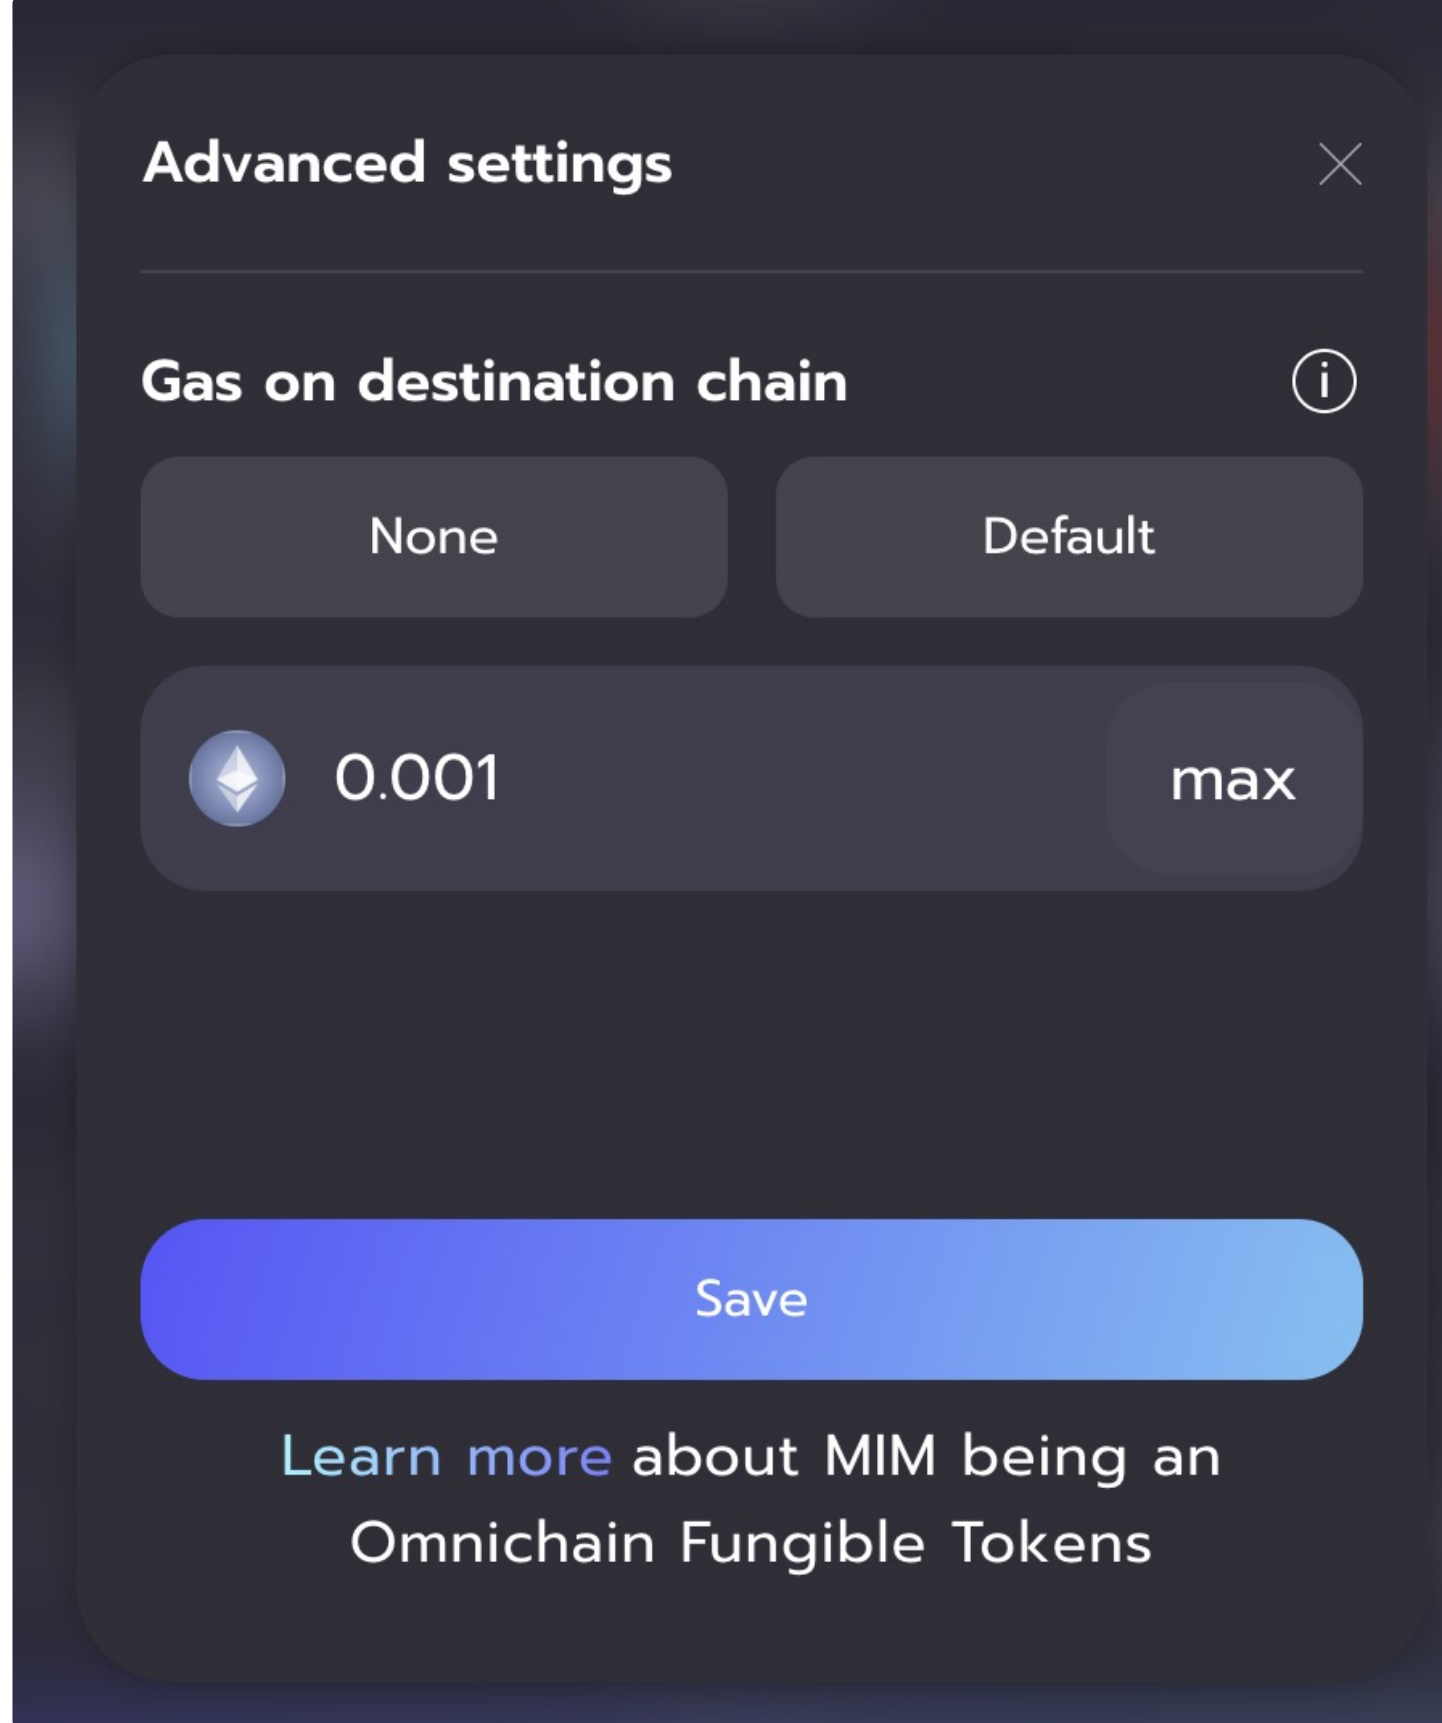 Advanced settings
Gas on destination chain
None
Default
0.001
max
Save
Learn more about MIM being an
Omnichain Fungible Tokens